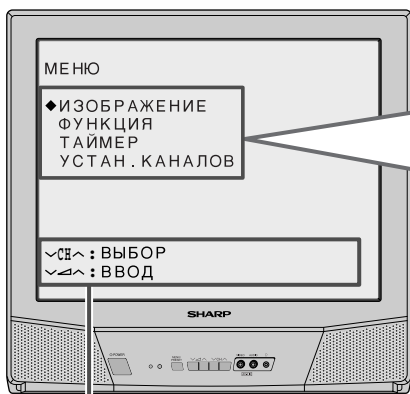 МЕНЮ
◆ИЗОБРАЖЕНИЕ
ФУНКЦИЯ
ТАЙМЕР
УСТАН.КАНАЛОВ
﹀CH︿:ВЫБОР
﹀⊿︿:ВВОД
SHARP